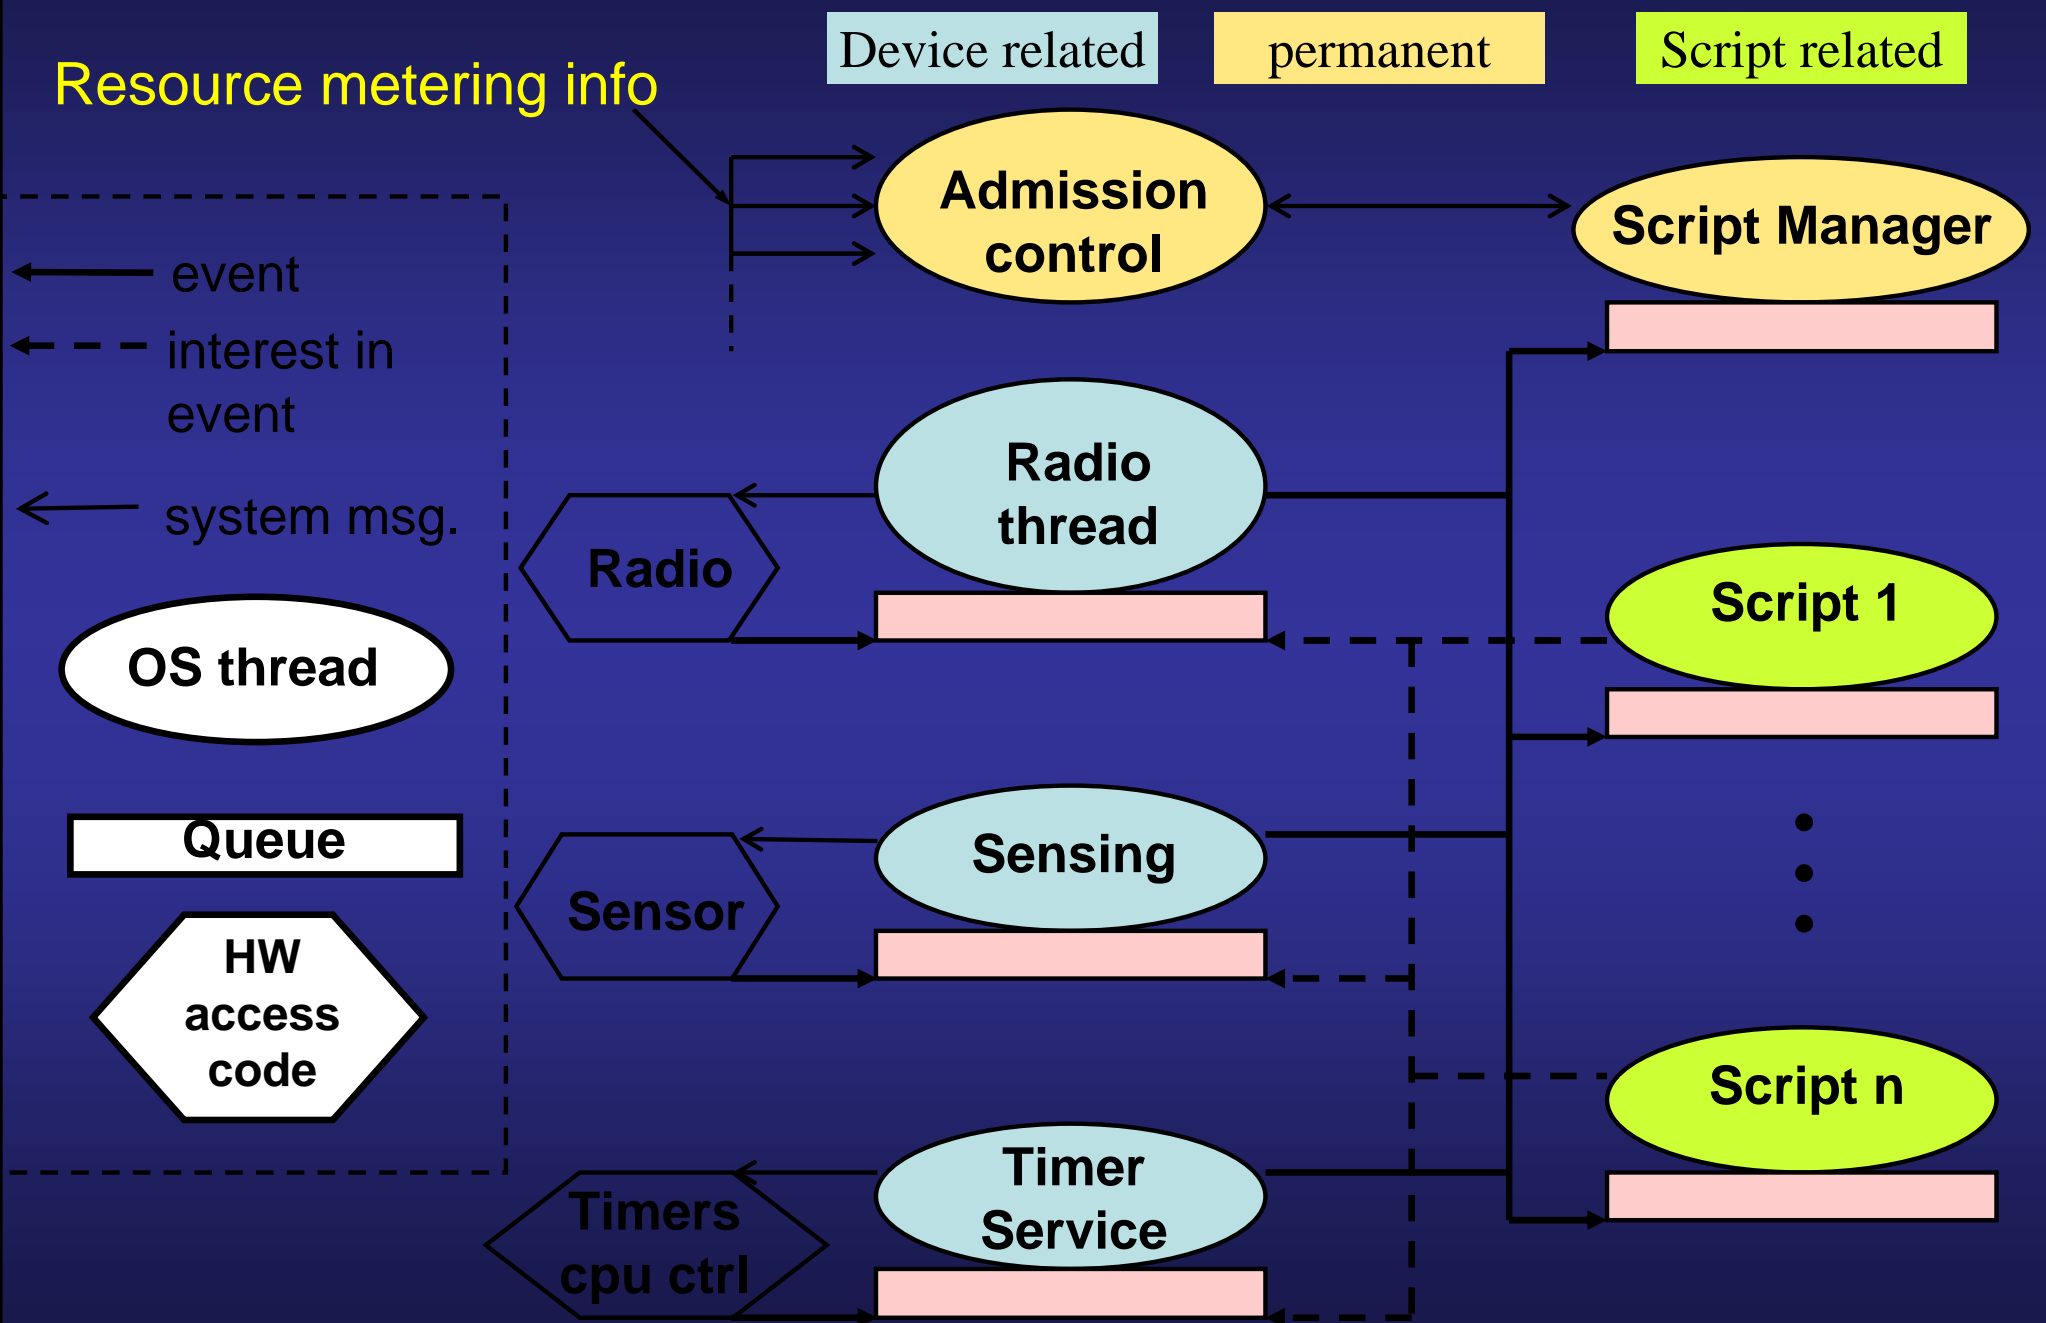 Device related
permanent
Script related
Resource metering info
Admission
control
Script Manager
event
interest in
event
system msg.
OS thread
Queue
HW
access
code
Radio
Radio
thread
Script 1
Sensor
Sensing
Script n
Timers
cpu ctrl
Timer
Service